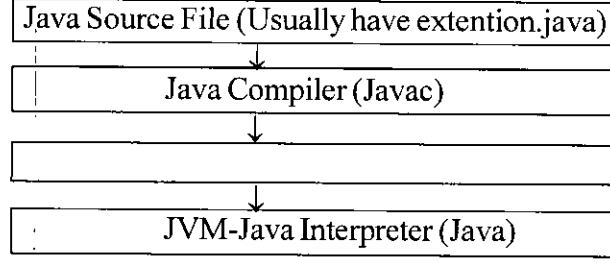 Java Source File (Usually have extention.java)
Java Compiler (Javac)
JVM-Java Interpreter (Java)